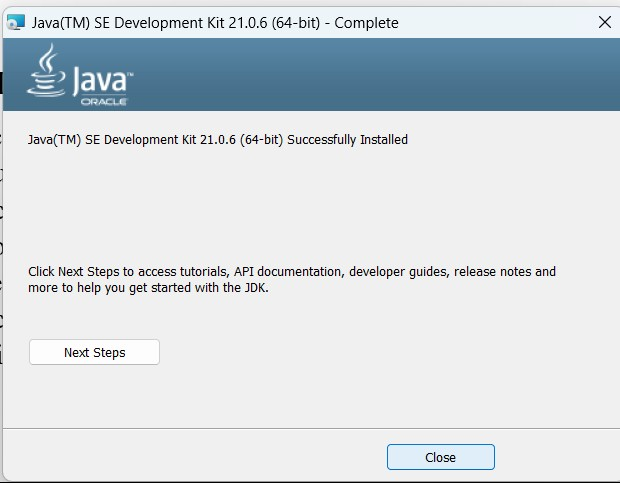 Java(TM) SE Development Kit 21.0.6 (64-bit) - Complete
Java™
ORACLE
Java(TM) SE Development Kit 21.0.6 (64-bit) Successfully Installed
Click Next Steps to access tutorials, API documentation, developer guides, release notes and
more to help you get started with the JDK.
Next Steps
Close